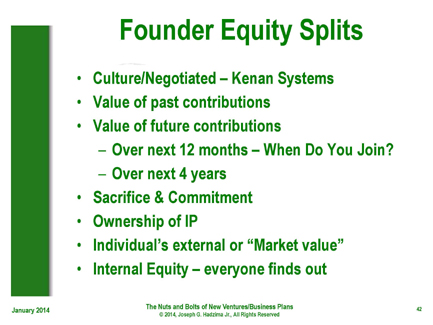 Founder Equity Splits
• Culture/Negotiated – Kenan Systems
• Value of past contributions
• Value of future contributions
– Over next 12 months – When Do You Join?
– Over next 4 years
• Sacrifice & Commitment
• Ownership of IP
• Individual's external or "Market value"
• Internal Equity – everyone finds out
January 2014
The Nuts and Bolts of New Ventures/Business Plans
© 2014, Joseph G. Hadzima Jr., All Rights Reserved
42